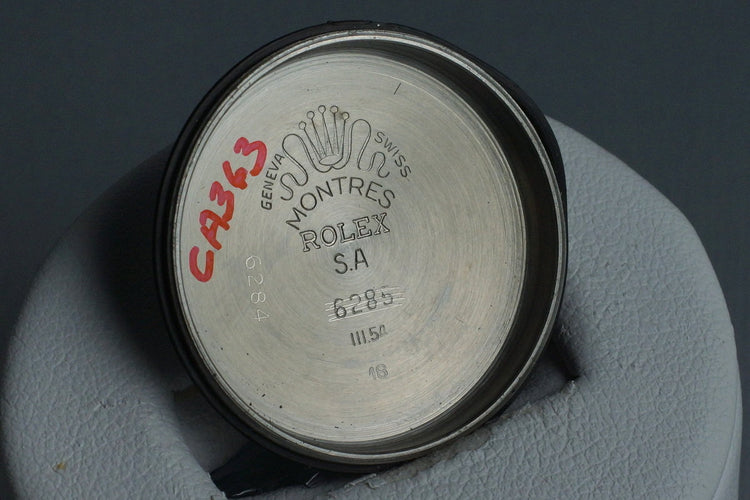 CA363
GENEVA
SWISS
MONTRES
ROLEX
S.A
6285
6284
III.54
18